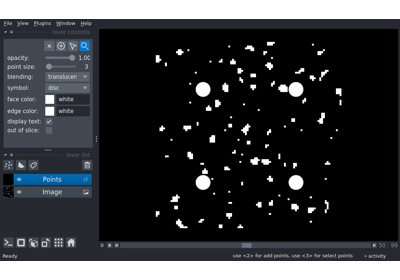 File View Plugins Window Help
layer controls
opacity: 1.00
point size: 3
blending: translucen
symbol: disc
face color: white
edge color: white
display text:
out of slice:
layer list
Points
Image
0 50 99
Ready use <2> for add points, use <3> for select points activity